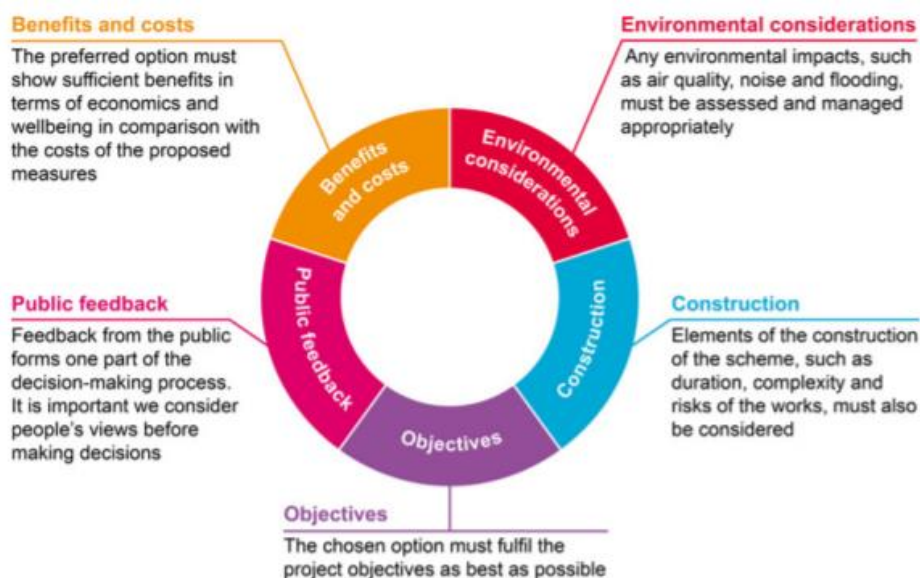 Benefits and costs
The preferred option must
show sufficient benefits in
terms of economics and
wellbeing in comparison with
the costs of the proposed
measures
Environmental considerations
Any environmental impacts, such
as air quality, noise and flooding,
must be assessed and managed
appropriately
Benefits
and costs
Environmental
considerations
Public feedback
Construction
Objectives
Public feedback
Feedback from the public
forms one part of the
decision-making process.
It is important we consider
people's views before
making decisions
Construction
Elements of the construction
of the scheme, such as
duration, complexity and
risks of the works, must also
be considered
Objectives
The chosen option must fulfil the
project objectives as best as possible